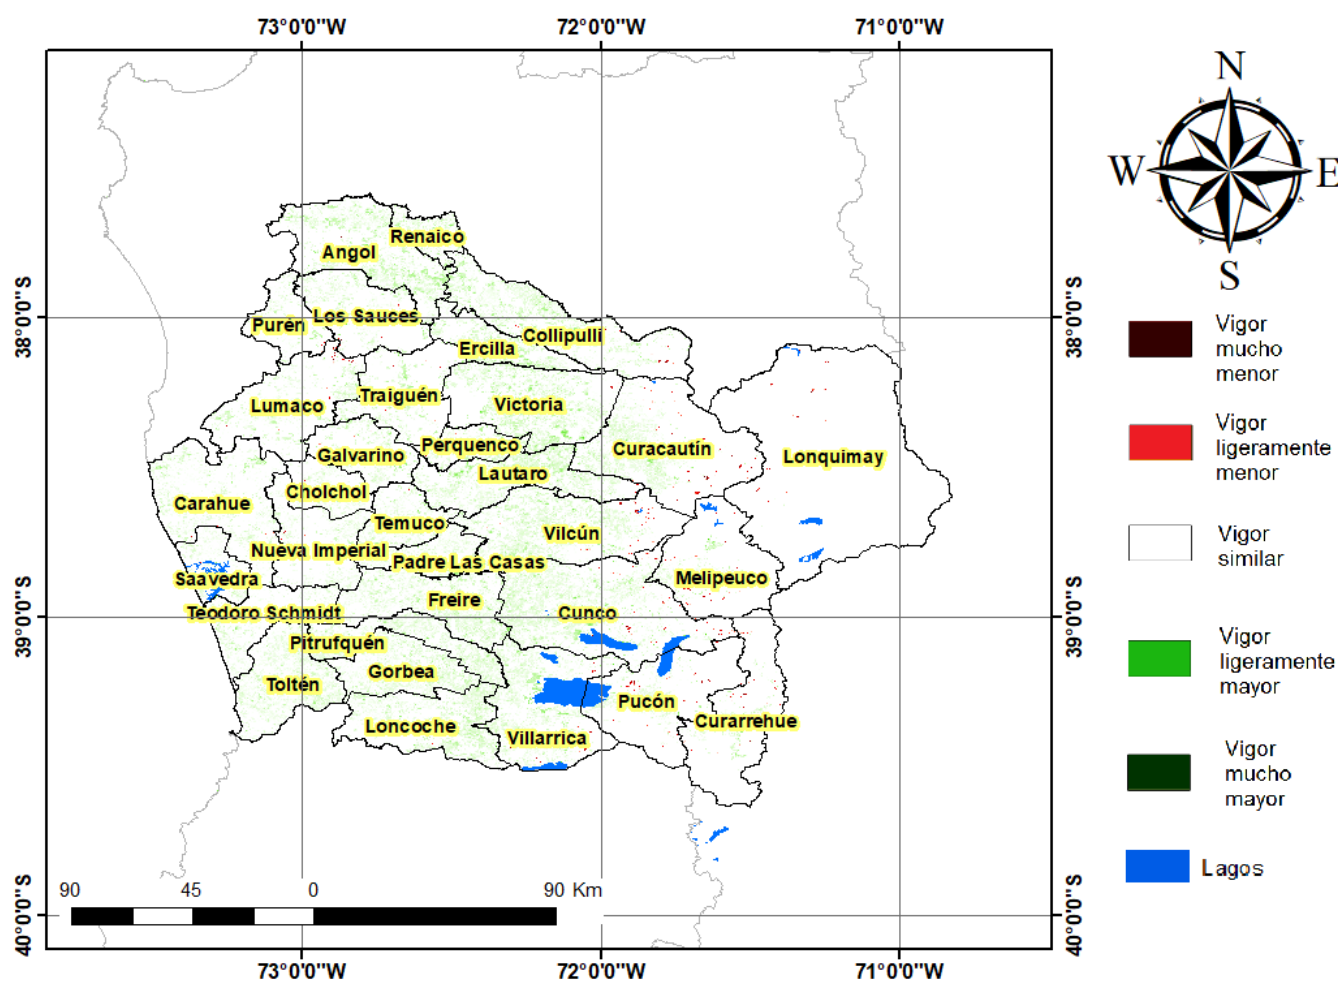 73°0'0"W
72°0'0"W
71°0'0"W
N
W
E
S
38°0'0"S
38°0'0"S
39°0'0"S
39°0'0"S
40°0'0"S
40°0'0"S
Renaico
Angol
Los Sauces
Purén
Collipulli
Ercilla
Traiguén
Lumaco
Victoria
Perquenco
Curacautín
Galvarino
Lonquimay
Lautaro
Cholchol
Carahue
Temuco
Vilcún
Nueva Imperial
Padre Las Casas
Saavedra
Melipeuco
Freire
Teodoro Schmidt
Cunco
Pitrufquén
Gorbea
Toltén
Pucón
Curarrehue
Loncoche
Villarrica
90
45
0
90 Km
73°0'0"W
72°0'0"W
71°0'0"W
Vigor
mucho
menor
Vigor
ligeramente
menor
Vigor
similar
Vigor
ligeramente
mayor
Vigor
mucho
mayor
Lagos